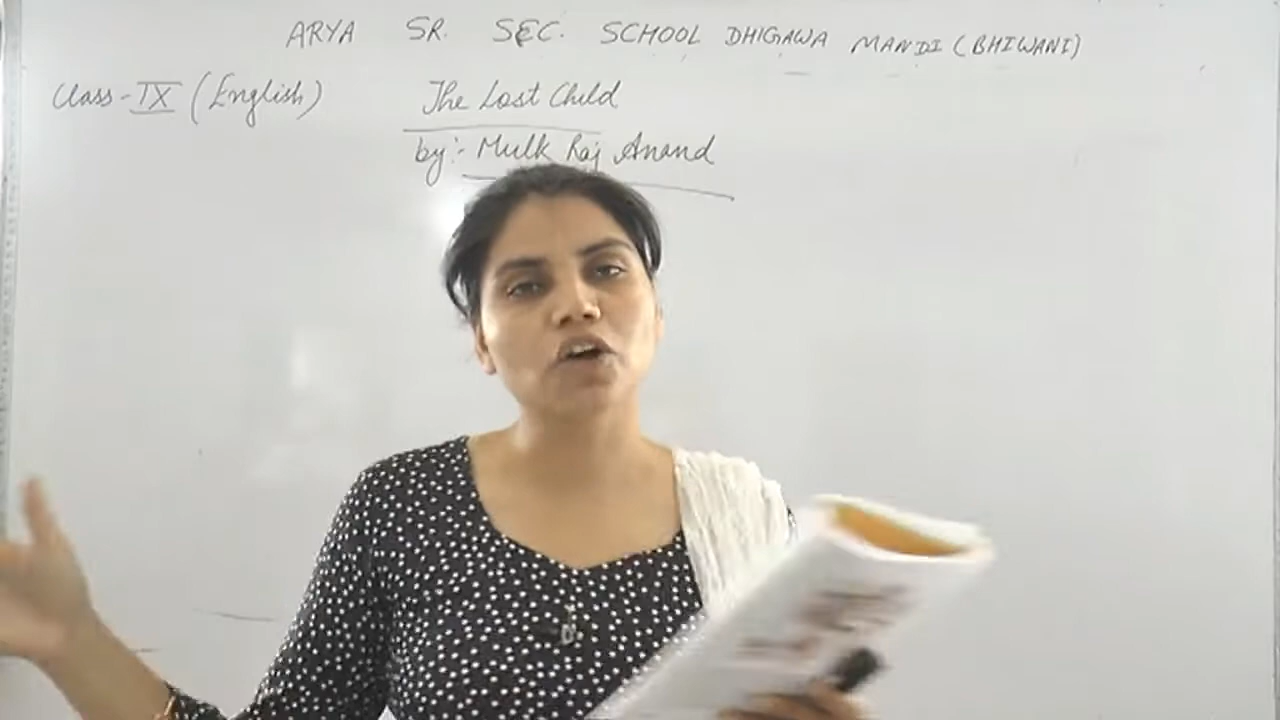 ARYA SR. SEC. SCHOOL DHIGAWA MANDI (BHIWANI)
Class - IX (English)
The Lost Child
by :- Mulk Raj Anand